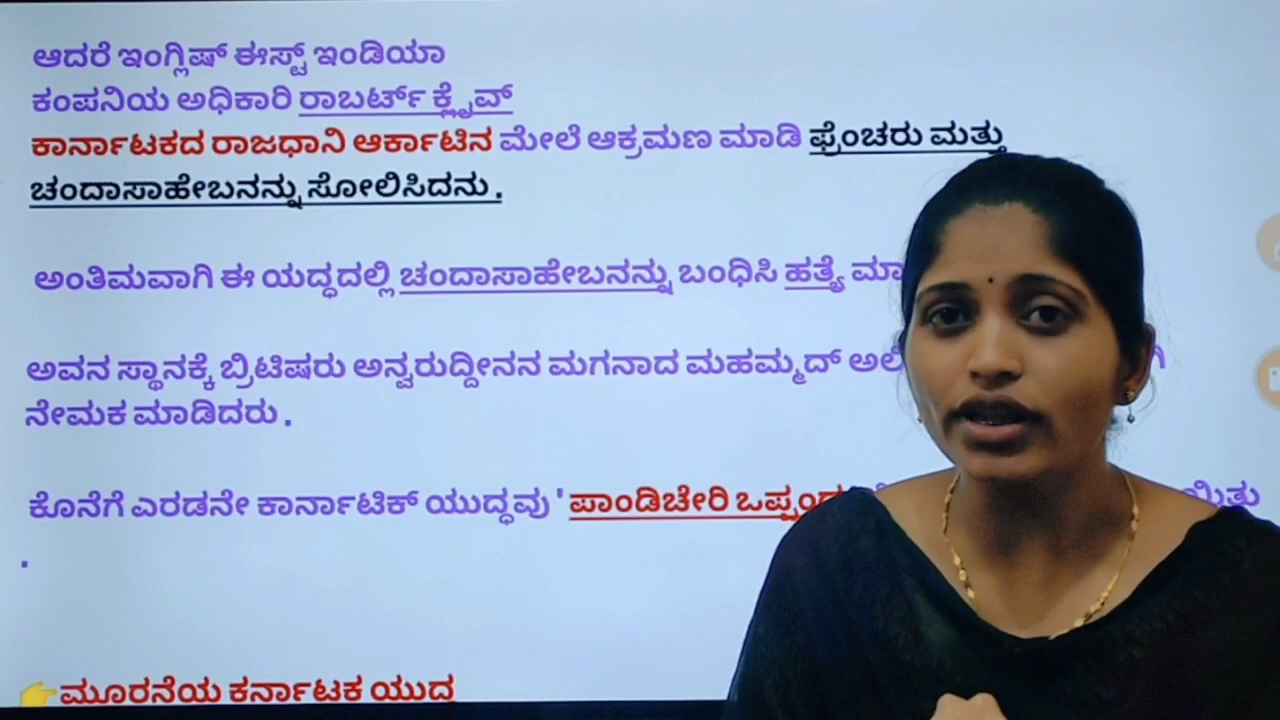 ಆದರೆ ಇಂಗ್ಲಿಷ್ ಈಸ್ಟ್ ಇಂಡಿಯಾ
ಕಂಪನಿಯ ಅಧಿಕಾರಿ ರಾಬರ್ಟ್ ಕ್ಲೈವ್
ಕಾರ್ನಾಟಕದ ರಾಜಧಾನಿ ಆರ್ಕಾಟಿನ ಮೇಲೆ ಆಕ್ರಮಣ ಮಾಡಿ ಫ್ರೆಂಚರು ಮತ್ತು
ಚಂದಾಸಾಹೇಬನನ್ನು ಸೋಲಿಸಿದನು .
ಅಂತಿಮವಾಗಿ ಈ ಯದ್ಧದಲ್ಲಿ ಚಂದಾಸಾಹೇಬನನ್ನು ಬಂಧಿಸಿ ಹತ್ಯೆ
ಅವನ ಸ್ಥಾನಕ್ಕೆ ಬ್ರಿಟಿಷರು ಅನ್ವರುದ್ದೀನನ ಮಗನಾದ ಮಹಮ್ಮದ್ ಅಲಿ
ನೇಮಕ ಮಾಡಿದರು .
ಕೊನೆಗೆ ಎರಡನೇ ಕಾರ್ನಾಟಿಕ್ ಯುದ್ಧವು ' ಪಾಂಡಿಚೇರಿ
.
👉ಮೂರನೆಯ ಕರ್ನಾಟಕ ಯುದ